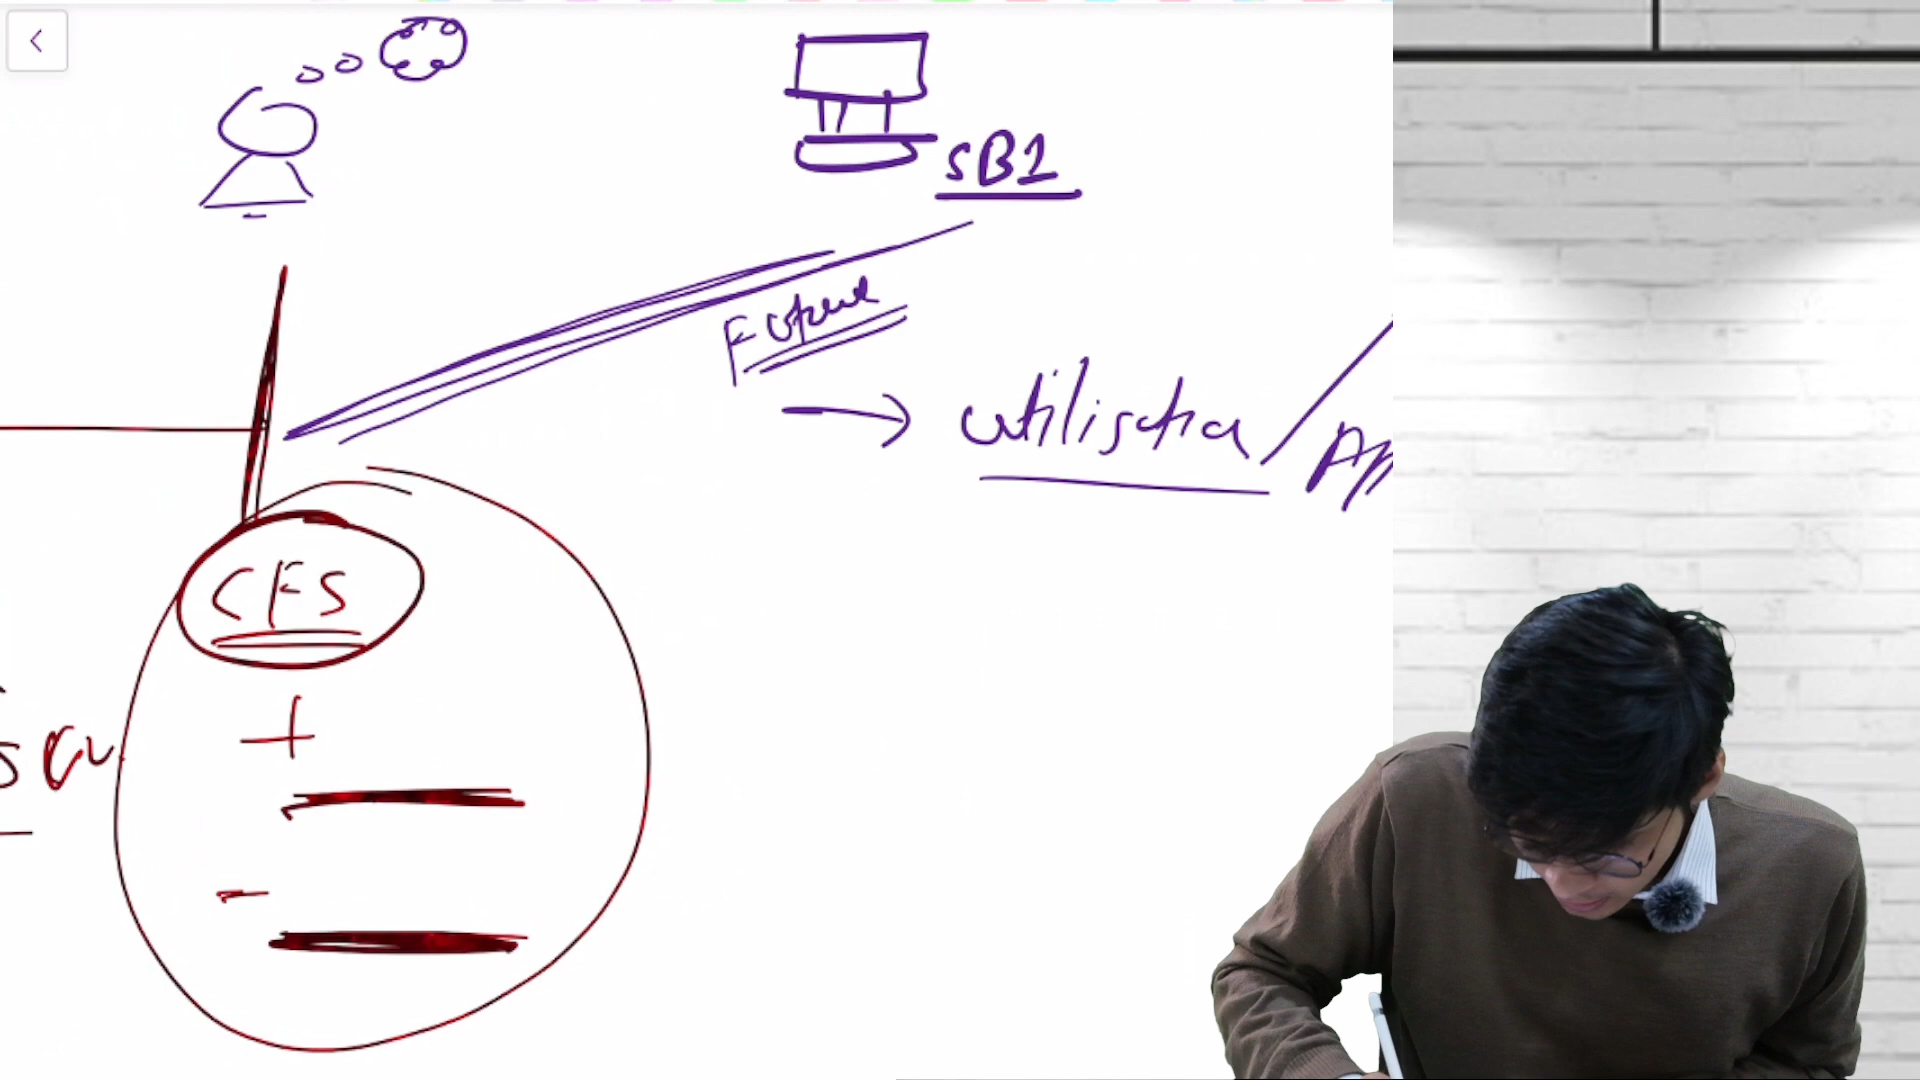 SB1
Future
→ utilisation /
CFS
+
-